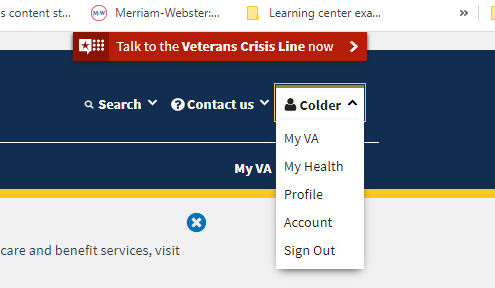 es content st...
Merriam-Webster:...
Learning center exa...
»
Talk to the Veterans Crisis Line now
Search
Contact us
Colder
My VA
My VA
My Health
Profile
Account
Sign Out
care and benefit services, visit